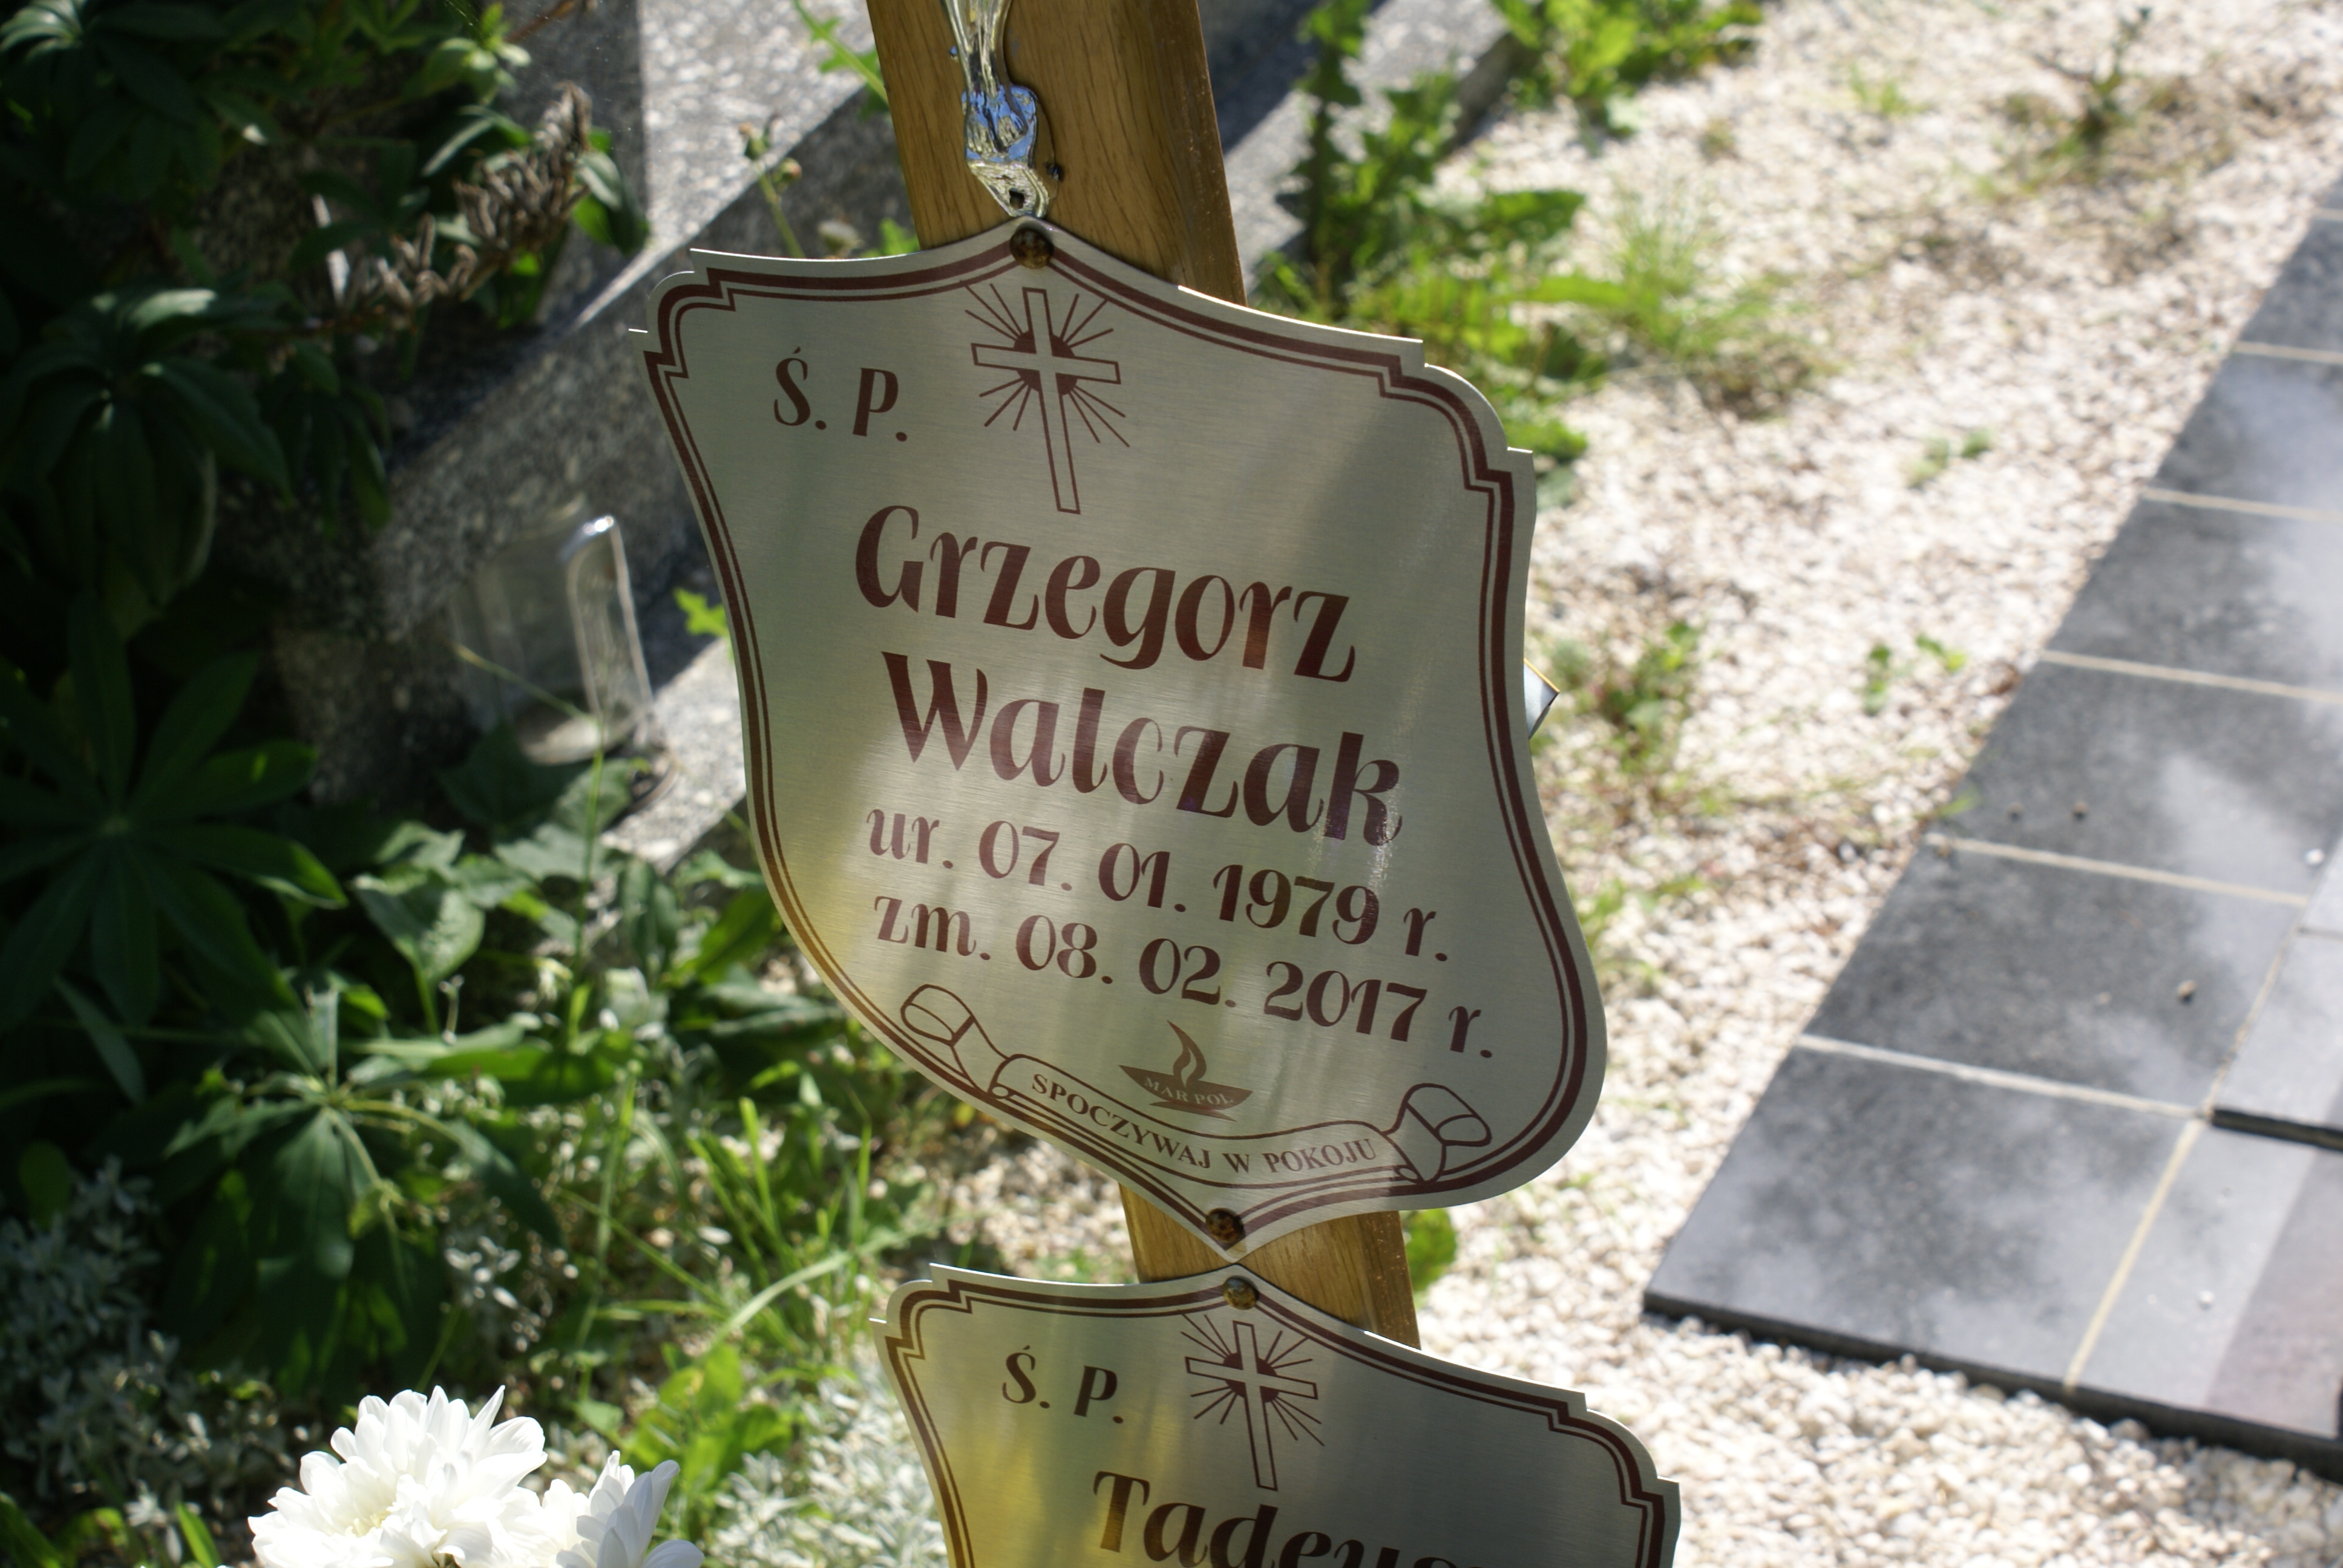 Ś. P.
Grzegorz
Walczak
ur. 07. 01. 1979 r.
zm. 08. 02. 2017 r.
MAR POL
SPOCZYWAJ W POKOJU
Ś. P.